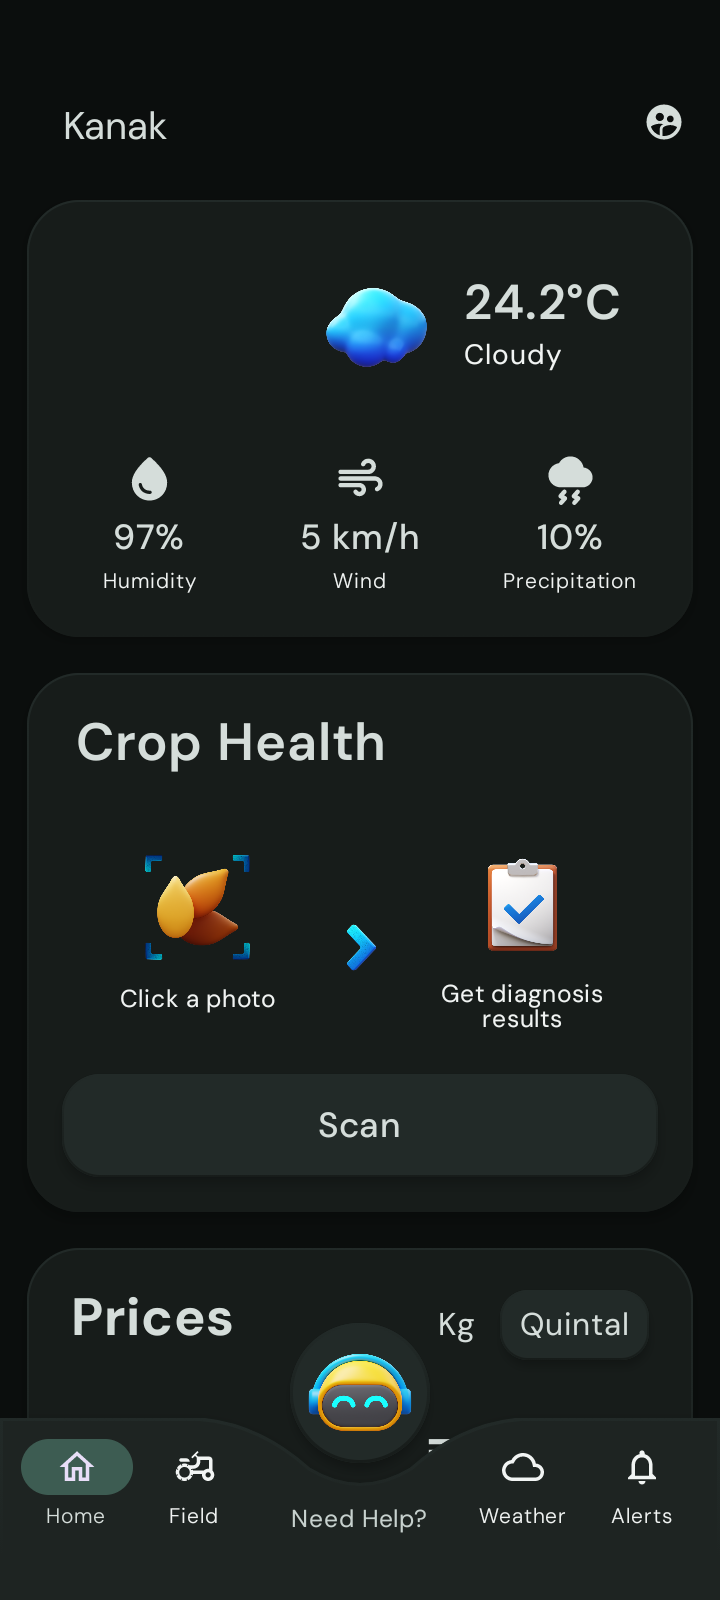 Kanak
24.2°C
Cloudy
97%
5 km/h
10%
Humidity
Wind
Precipitation
Crop Health
Click a photo
Get diagnosis
results
Scan
Prices
Kg
Quintal
Home
Field
Need Help?
Weather
Alerts